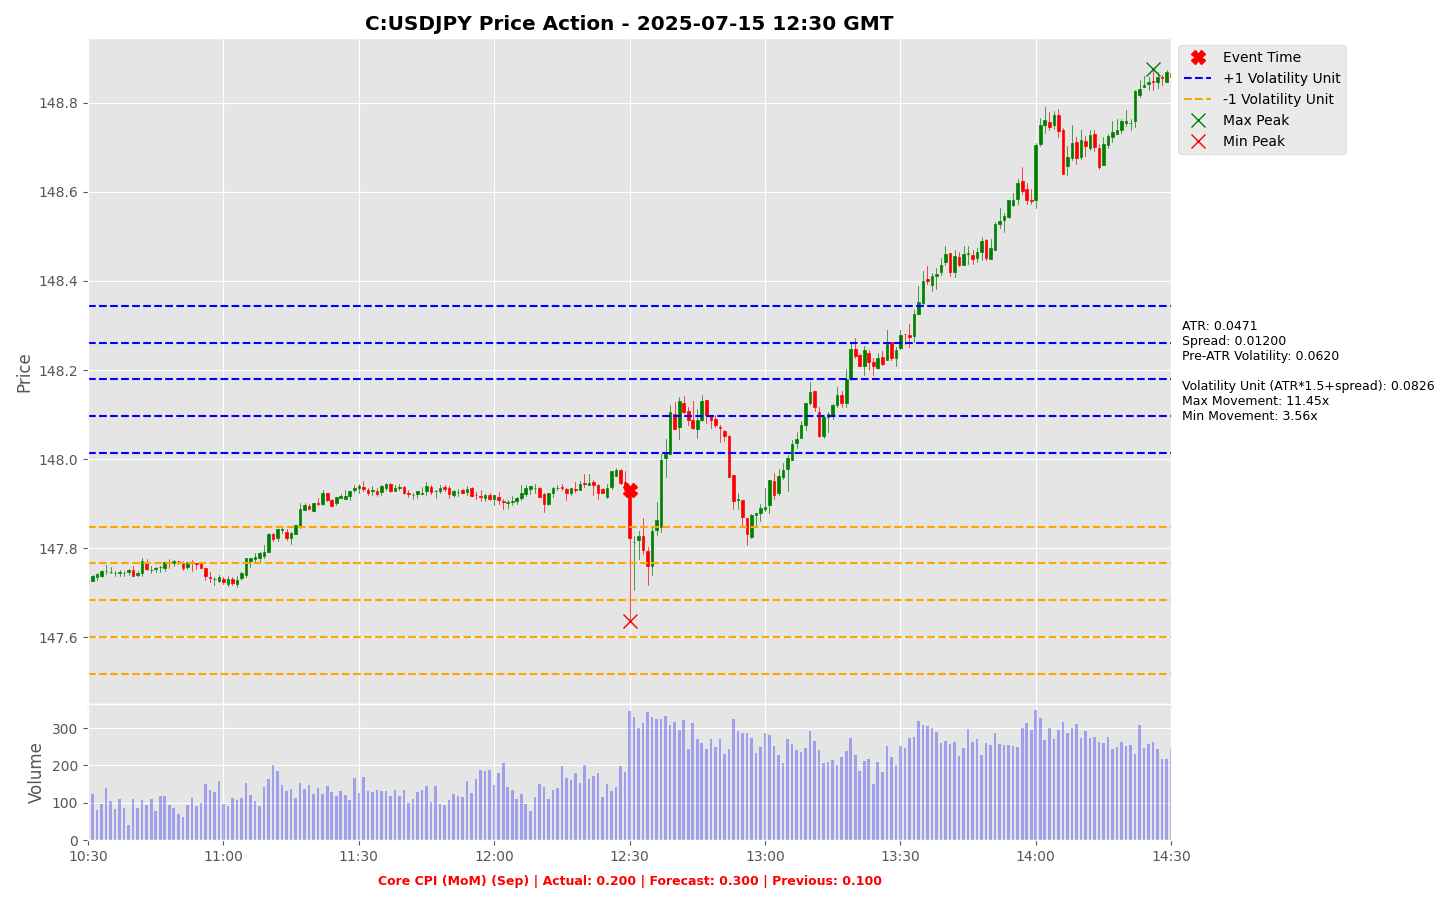 C:USDJPY Price Action - 2025-07-15 12:30 GMT
Event Time
+1 Volatility Unit
-1 Volatility Unit
Max Peak
Min Peak
Price
148.8
148.6
148.4
148.2
148.0
147.8
147.6
ATR: 0.0471
Spread: 0.01200
Pre-ATR Volatility: 0.0620
Volatility Unit (ATR*1.5+spread): 0.0826
Max Movement: 11.45x
Min Movement: 3.56x
Volume
300
200
100
0
10:30 11:00 11:30 12:00 12:30 13:00 13:30 14:00 14:30
Core CPI (MoM) (Sep) | Actual: 0.200 | Forecast: 0.300 | Previous: 0.100